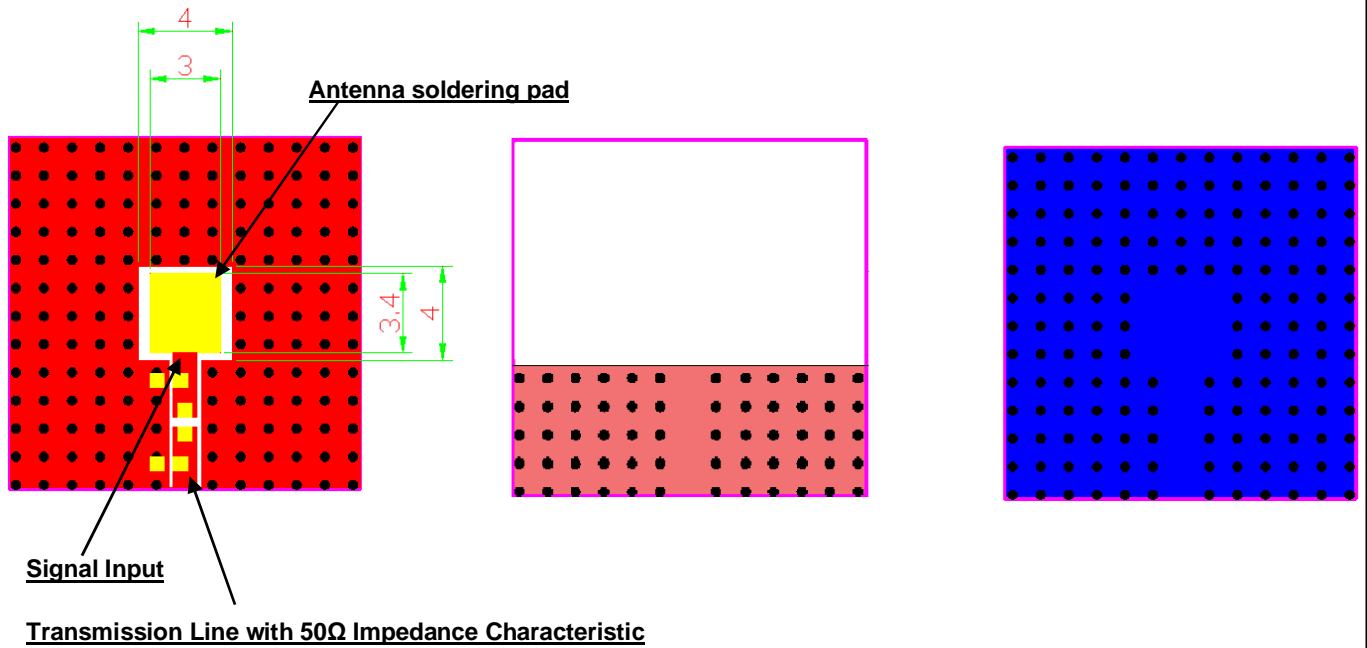 4
3
Antenna soldering pad
3.4
4
Signal Input
Transmission Line with 50Ω Impedance Characteristic